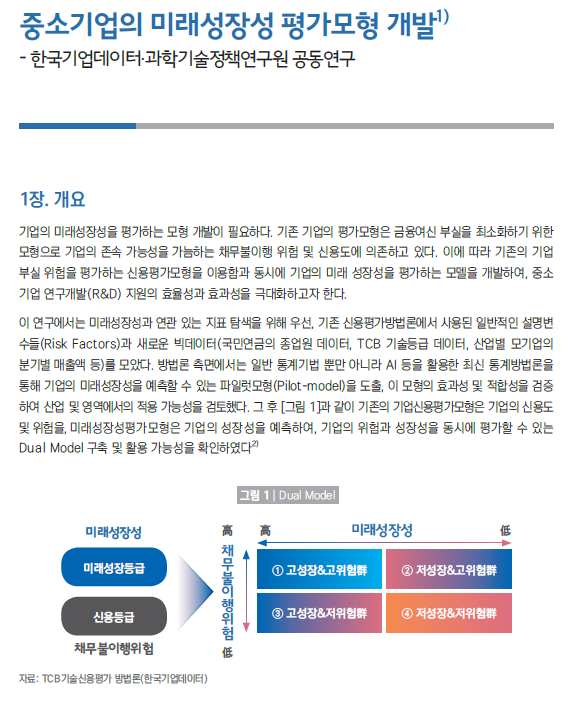 중소기업의 미래성장성 평가모형 개발1)
- 한국기업데이터·과학기술정책연구원 공동연구
1장. 개요
기업의 미래성장성을 평가하는 모형 개발이 필요하다. 기존 기업의 평가모형은 금융여신 부실을 최소화하기 위한
모형으로 기업의 존속 가능성을 가늠하는 채무불이행 위험 및 신용도에 의존하고 있다. 이에 따라 기존의 기업
부실 위험을 평가하는 신용평가모형을 이용함과 동시에 기업의 미래 성장성을 평가하는 모델을 개발하여, 중소
기업 연구개발(R&D) 지원의 효율성과 효과성을 극대화하고자 한다.
이 연구에서는 미래성장성과 연관 있는 지표 탐색을 위해 우선, 기존 신용평가방법론에서 사용된 일반적인 설명변
수들(Risk Factors)과 새로운 빅데이터(국민연금의 종업원 데이터, TCB 기술등급 데이터, 산업별 모기업의
분기별 매출액 등)를 모았다. 방법론 측면에서는 일반 통계기법 뿐만 아니라 AI 등을 활용한 최신 통계방법론을
통해 기업의 미래성장성을 예측할 수 있는 파일럿모형(Pilot-model)을 도출, 이 모형의 효과성 및 적합성을 검증
하여 산업 및 영역에서의 적용 가능성을 검토했다. 그 후 [그림 1]과 같이 기존의 기업신용평가모형은 기업의 신용도
및 위험을, 미래성장성평가모형은 기업의 성장성을 예측하여, 기업의 위험과 성장성을 동시에 평가할 수 있는
Dual Model 구축 및 활용 가능성을 확인하였다2)
그림 1 | Dual Model
미래성장성
미래성장등급
신용등급
채무불이행위험
高
채무불이행위험
低
高 미래성장성 低
① 고성장&고위험群 ② 저성장&고위험群
③ 고성장&저위험群 ④ 저성장&저위험群
자료: TCB기술신용평가 방법론(한국기업데이터)